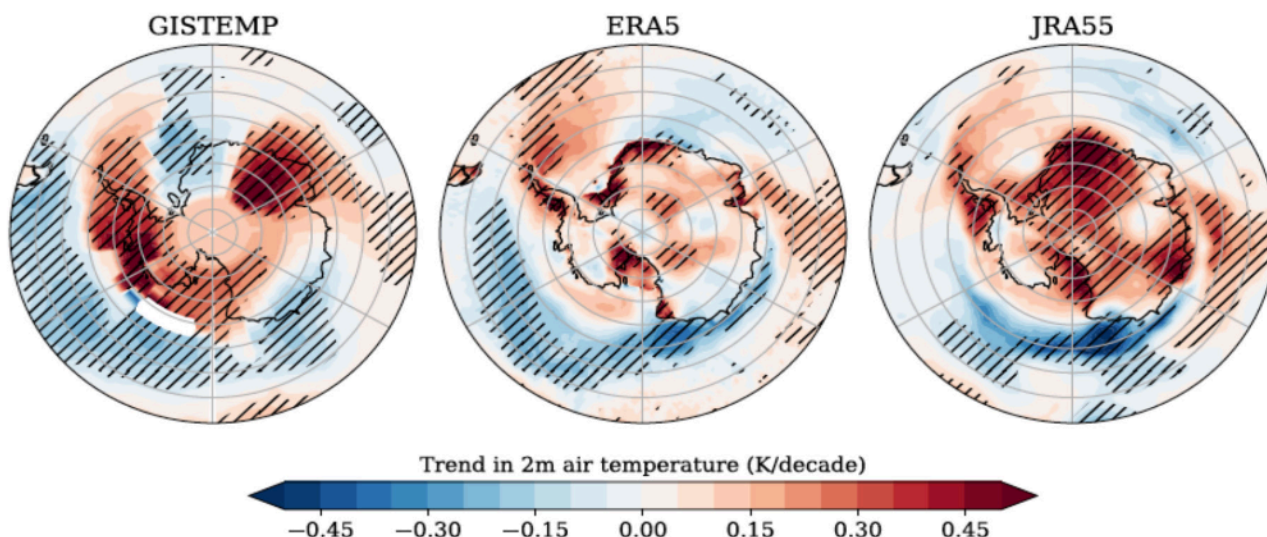 GISTEMP ERA5 JRA55
Trend in 2m air temperature (K/decade)
−0.45 −0.30 −0.15 0.00 0.15 0.30 0.45